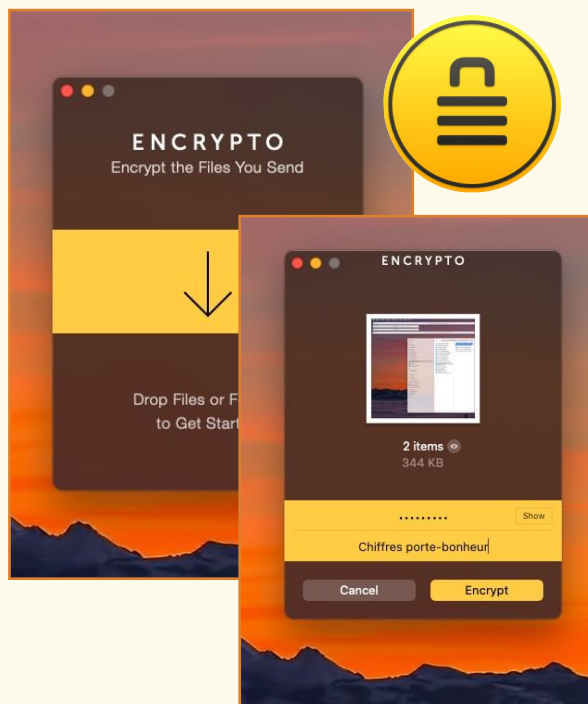 ENCRYPTO
Encrypt the Files You Send
Drop Files or F
to Get Start
ENCRYPTO
2 items
344 KB
Show
Chiffres porte-bonheur
Cancel
Encrypt